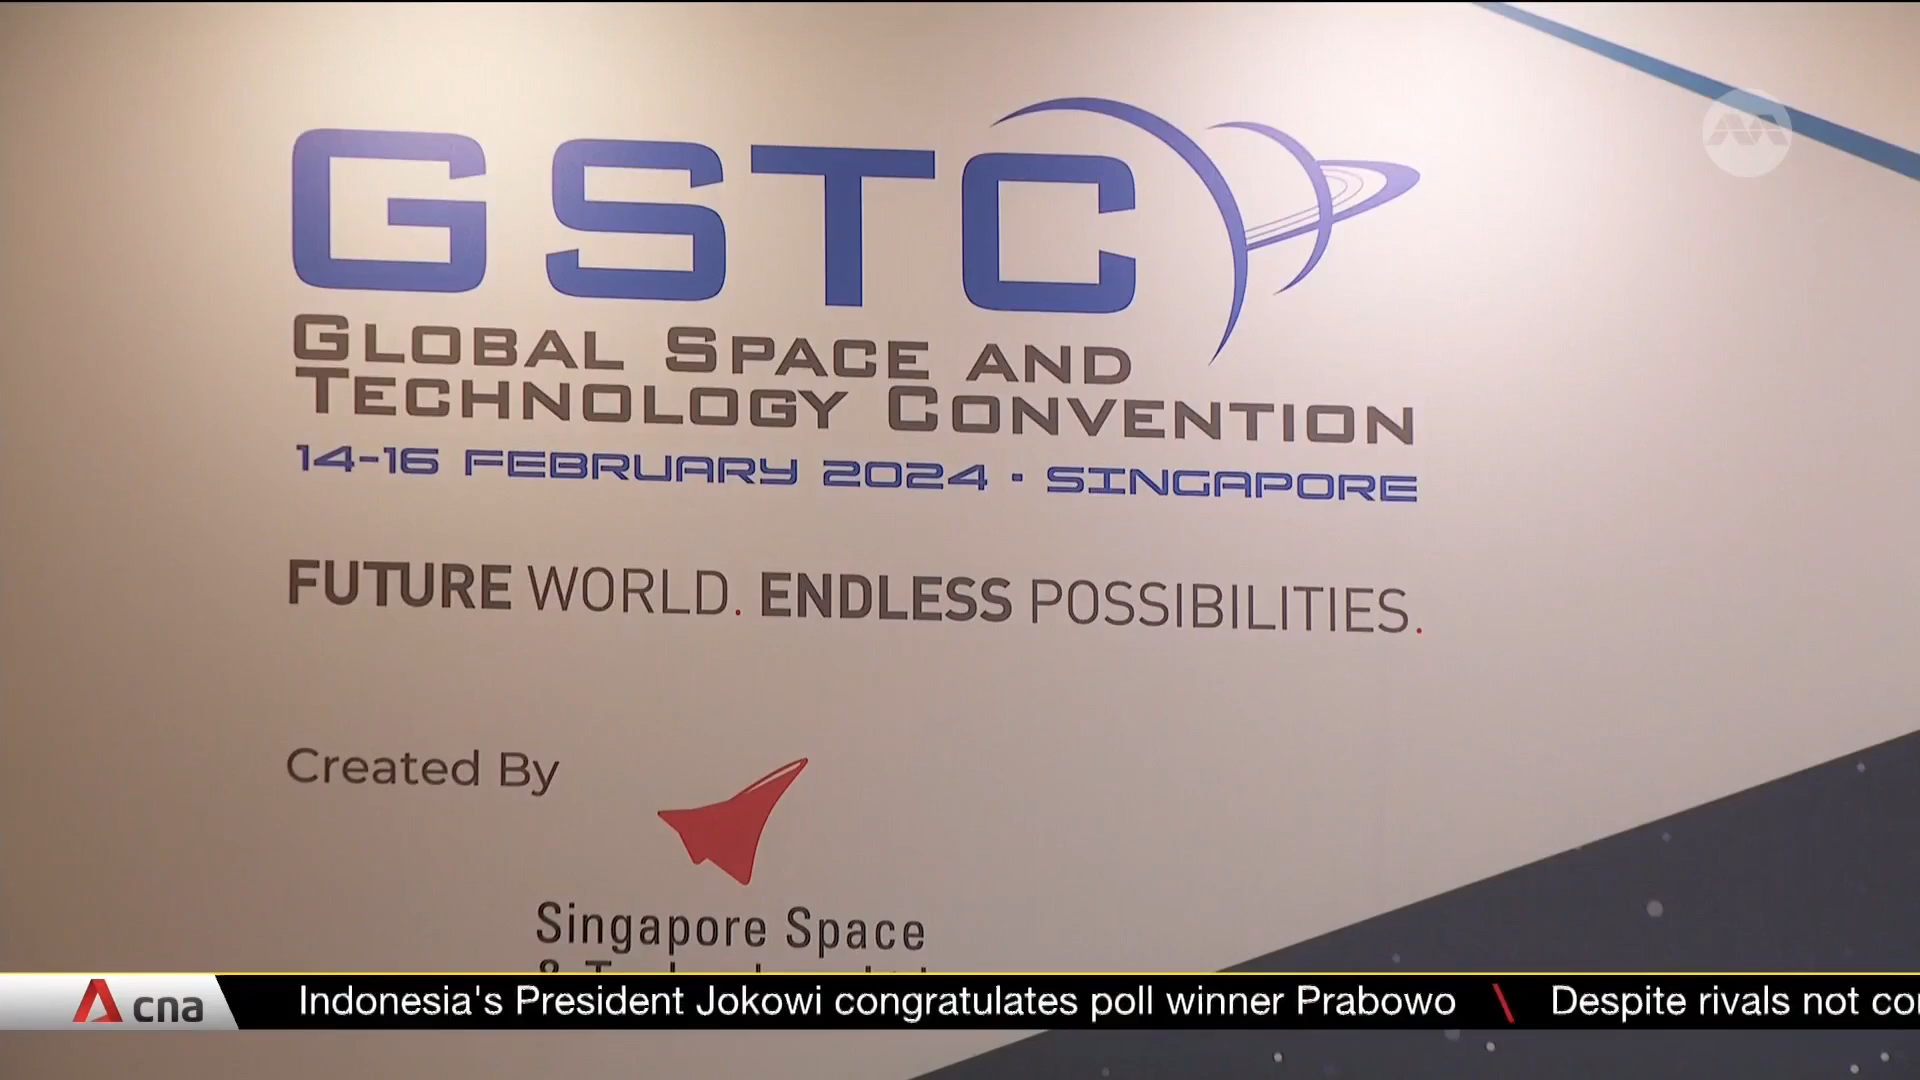 GSTC
GLOBAL SPACE AND
TECHNOLOGY CONVENTION
14-16 FEBRUARY 2024 · SINGAPORE
FUTURE WORLD. ENDLESS POSSIBILITIES.
Created By
Singapore Space
cna
Indonesia's President Jokowi congratulates poll winner Prabowo \ Despite rivals not